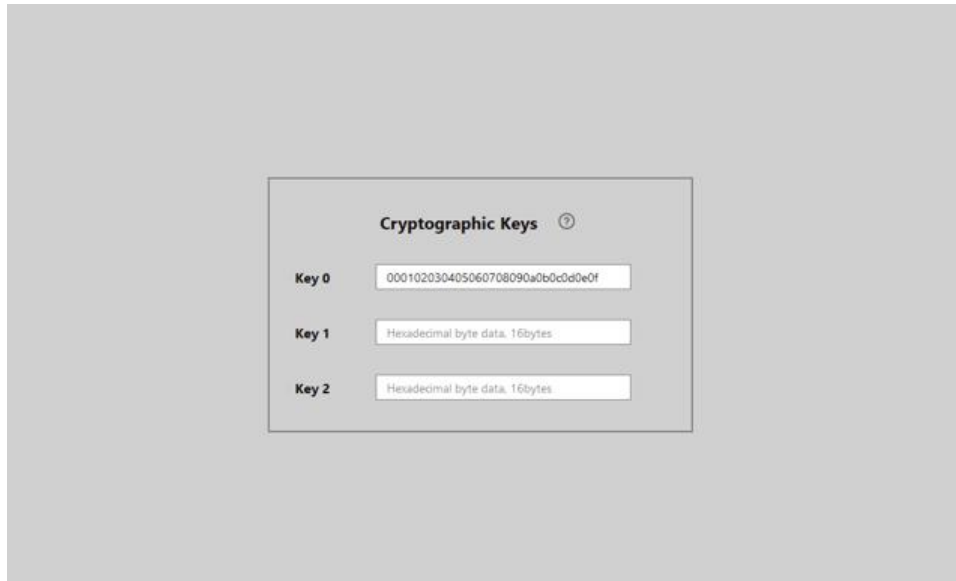 Cryptographic Keys ?
Key 0 000102030405060708090a0b0c0d0e0f
Key 1 Hexadecimal byte data, 16bytes
Key 2 Hexadecimal byte data, 16bytes